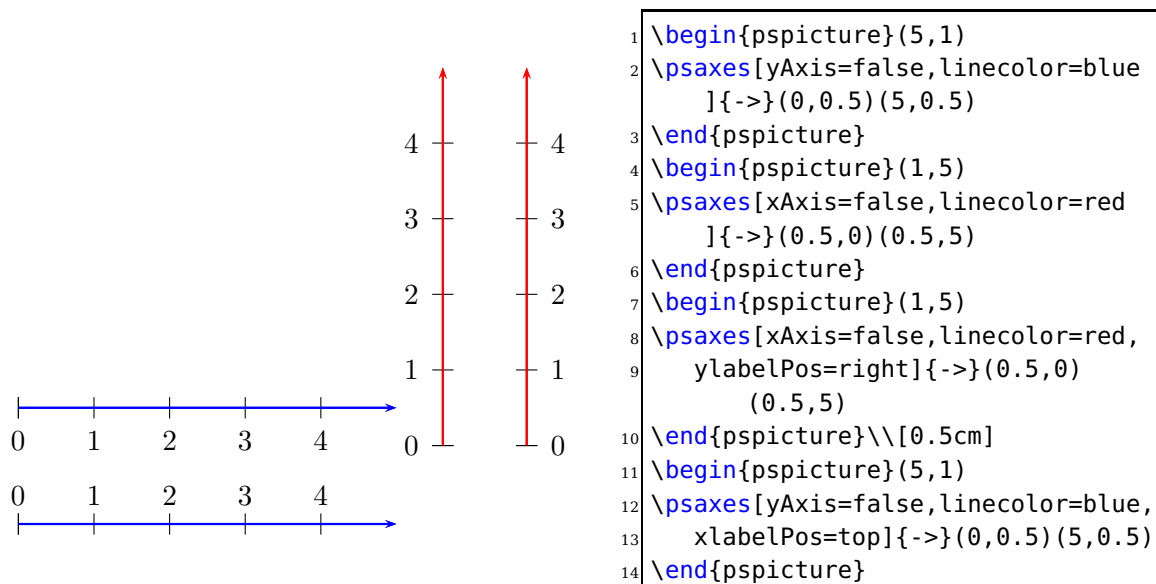 4
3
2
1
0
4
3
2
1
0
0 1 2 3 4
0 1 2 3 4
1 \begin{pspicture}(5,1)
2 \psaxes[yAxis=false,linecolor=blue
]{->}(0,0.5)(5,0.5)
3 \end{pspicture}
4 \begin{pspicture}(1,5)
5 \psaxes[xAxis=false,linecolor=red
]{->}(0.5,0)(0.5,5)
6 \end{pspicture}
7 \begin{pspicture}(1,5)
8 \psaxes[xAxis=false,linecolor=red,
9 ylabelPos=right]{->}(0.5,0)
(0.5,5)
10 \end{pspicture}\\[0.5cm]
11 \begin{pspicture}(5,1)
12 \psaxes[yAxis=false,linecolor=blue,
13 xlabelPos=top]{->}(0,0.5)(5,0.5)
14 \end{pspicture}